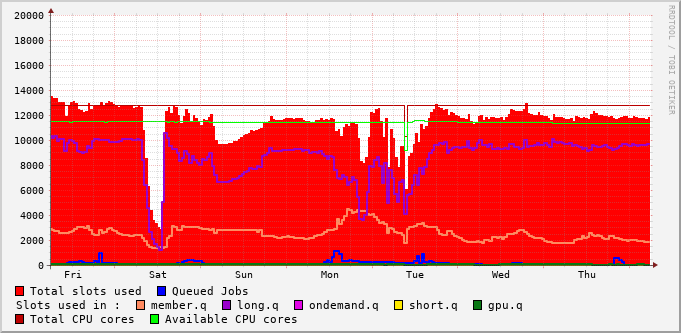 20000
18000
16000
14000
12000
10000
8000
6000
4000
2000
0
Fri Sat Sun Mon Tue Wed Thu
RRDTOOL / TOBI OETIKER
Total slots used Queued Jobs
Slots used in : member.q long.q ondemand.q short.q gpu.q
Total CPU cores Available CPU cores